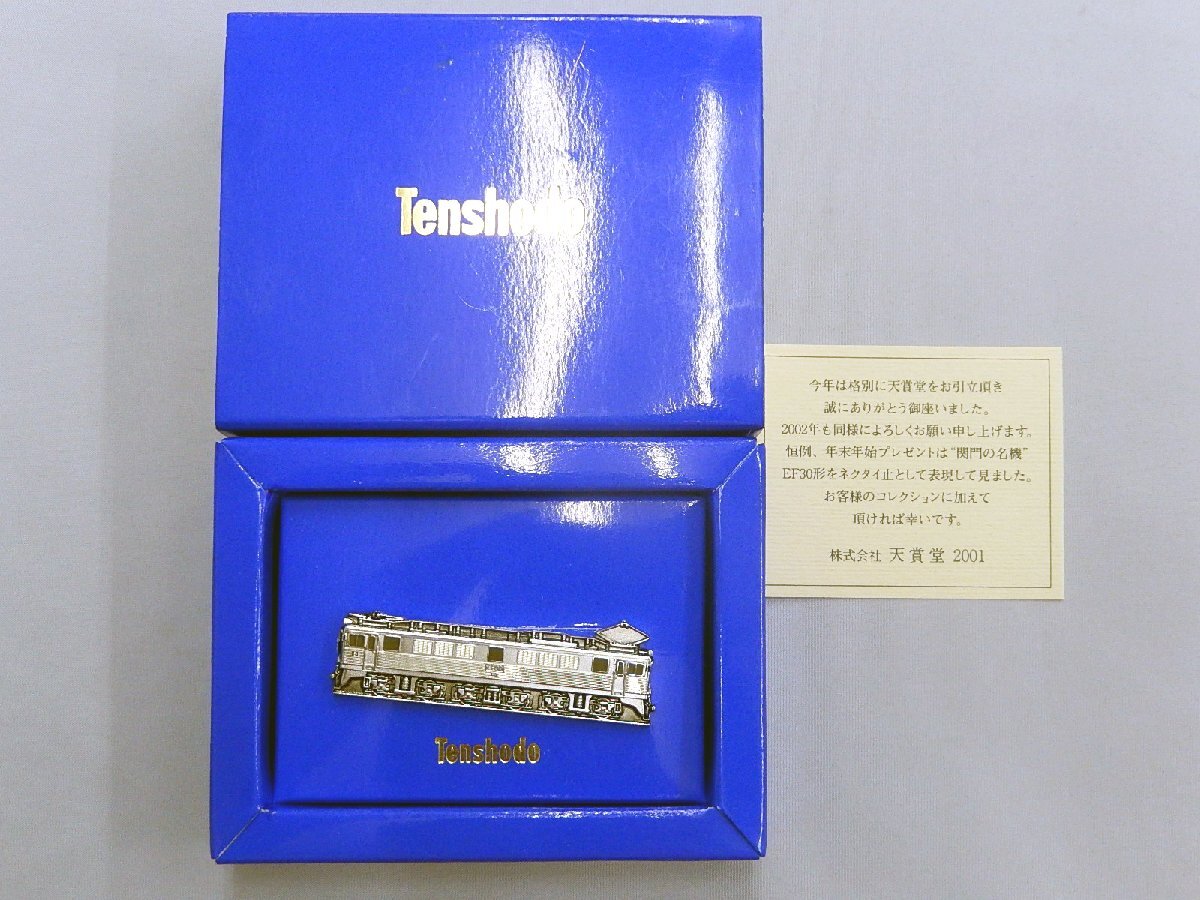 Tenshodo
今年は格別に天賞堂をお引立頂き
誠にありがとう御座いました。
2002年も同様によろしくお願い申し上げます。
恒例、年末年始プレゼントは“関門の名機”
EF30形をネクタイ止として表現して見ました。
お客様のコレクションに加えて
頂ければ幸いです。
株式会社 天賞堂 2001
Tenshodo